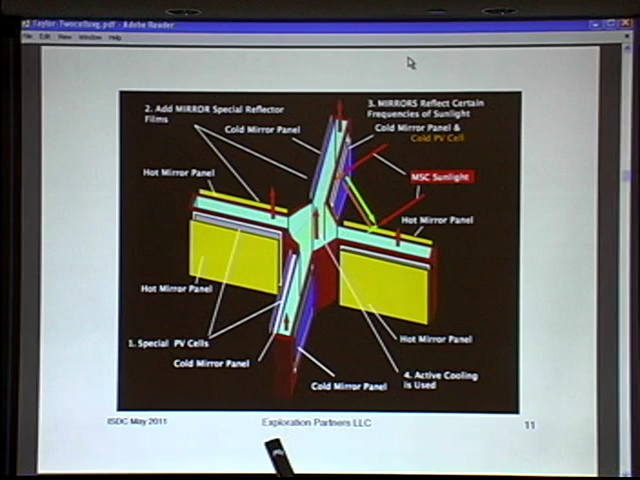 Taylor-Twocellsvg.pdf - Adobe Reader
File Edit View Window Help
2. Add MIRROR Special Reflector
Films
3. MIRRORS Reflect Certain
Frequencies of Sunlight
Cold Mirror Panel
Cold Mirror Panel &
Cold PV Cell
Hot Mirror Panel
MSC Sunlight
Hot Mirror Panel
Hot Mirror Panel
Hot Mirror Panel
1. Special PV Cells
Cold Mirror Panel
Cold Mirror Panel
4. Active Cooling
is Used
ISDC May 2011
Exploration Partners LLC
11